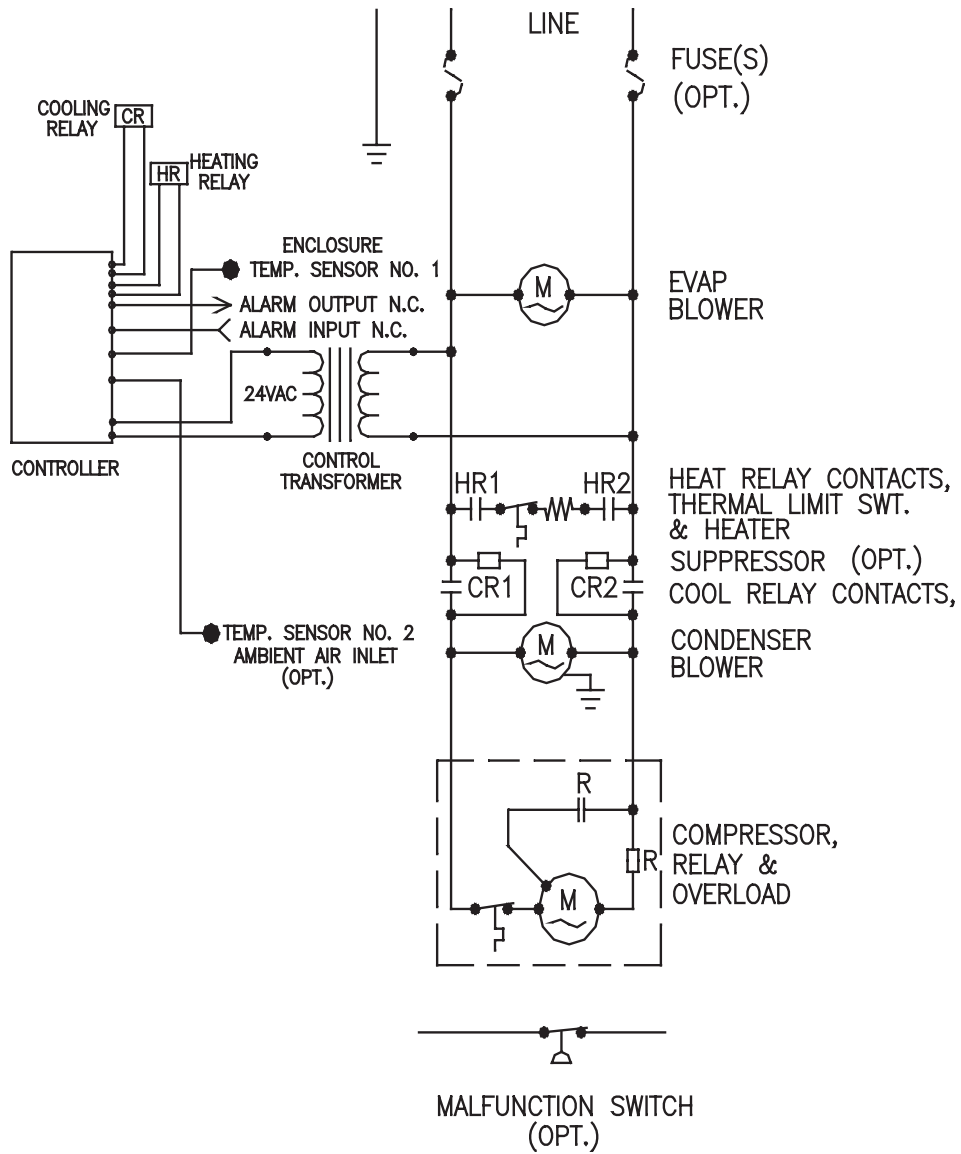 LINE
FUSE(S)
(OPT.)
COOLING
RELAY
CR
HR
HEATING
RELAY
ENCLOSURE
TEMP. SENSOR NO. 1
ALARM OUTPUT N.C.
ALARM INPUT N.C.
M
EVAP
BLOWER
24VAC
CONTROLLER
CONTROL
TRANSFORMER
HR1
HR2
HEAT RELAY CONTACTS,
THERMAL LIMIT SWT.
& HEATER
SUPPRESSOR (OPT.)
CR1
CR2
COOL RELAY CONTACTS,
TEMP. SENSOR NO. 2
AMBIENT AIR INLET
(OPT.)
M
CONDENSER
BLOWER
R
R
COMPRESSOR,
RELAY &
OVERLOAD
M
MALFUNCTION SWITCH
(OPT.)